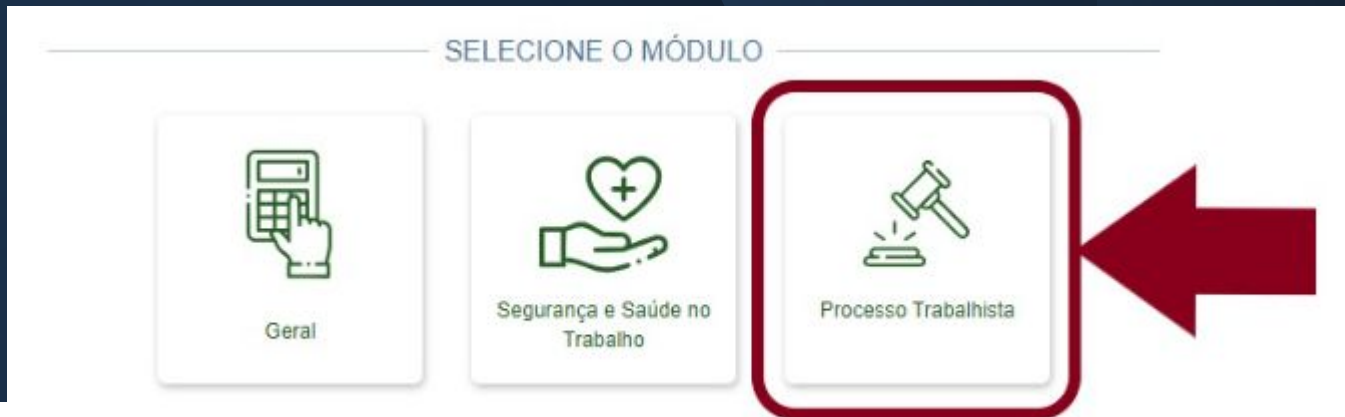 SELECIONE O MÓDULO
Geral
Segurança e Saúde no
Trabalho
Processo Trabalhista